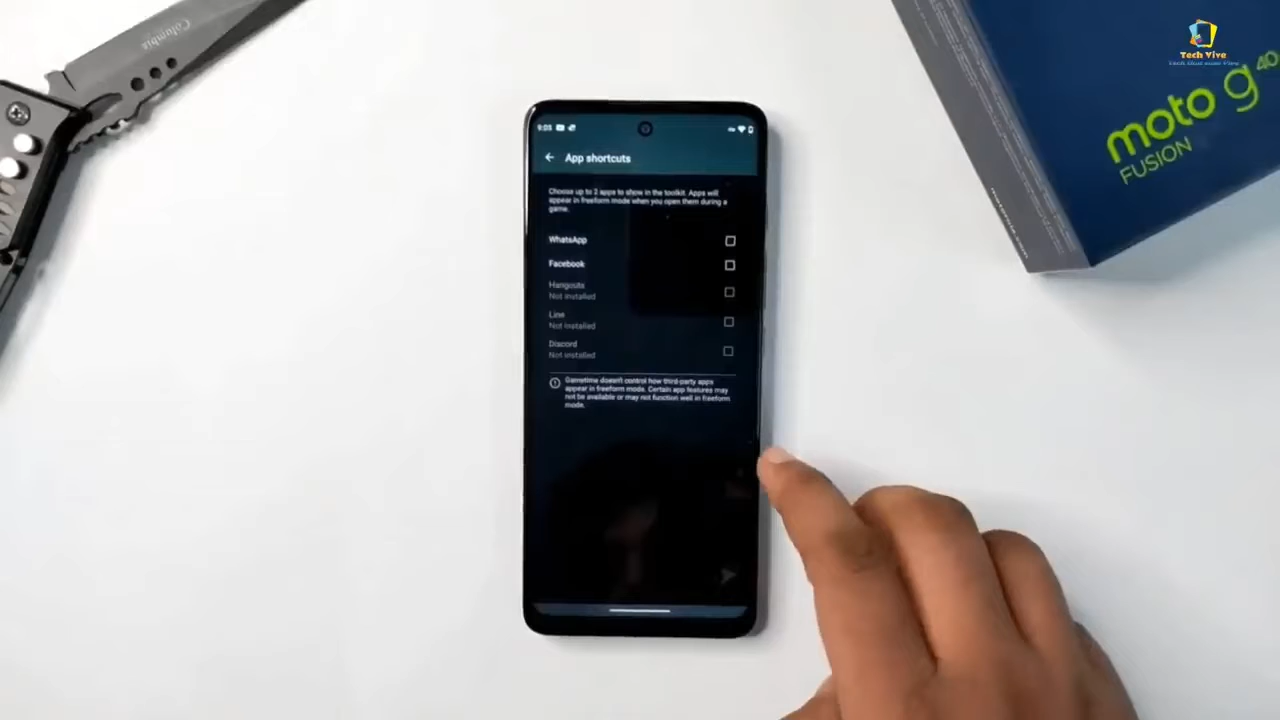 Columbia
Tech Vive
moto g 40
FUSION
9:03
App shortcuts
Choose up to 2 apps to show in the toolkit. Apps will
appear in freeform mode when you open them during a
game.
WhatsApp
Facebook
Hangouts
Not installed
Line
Not installed
Discord
Not installed
Gametime doesn't control how third-party apps
appear in freeform mode. Certain app features may
not be available or may not function well in freeform
mode.